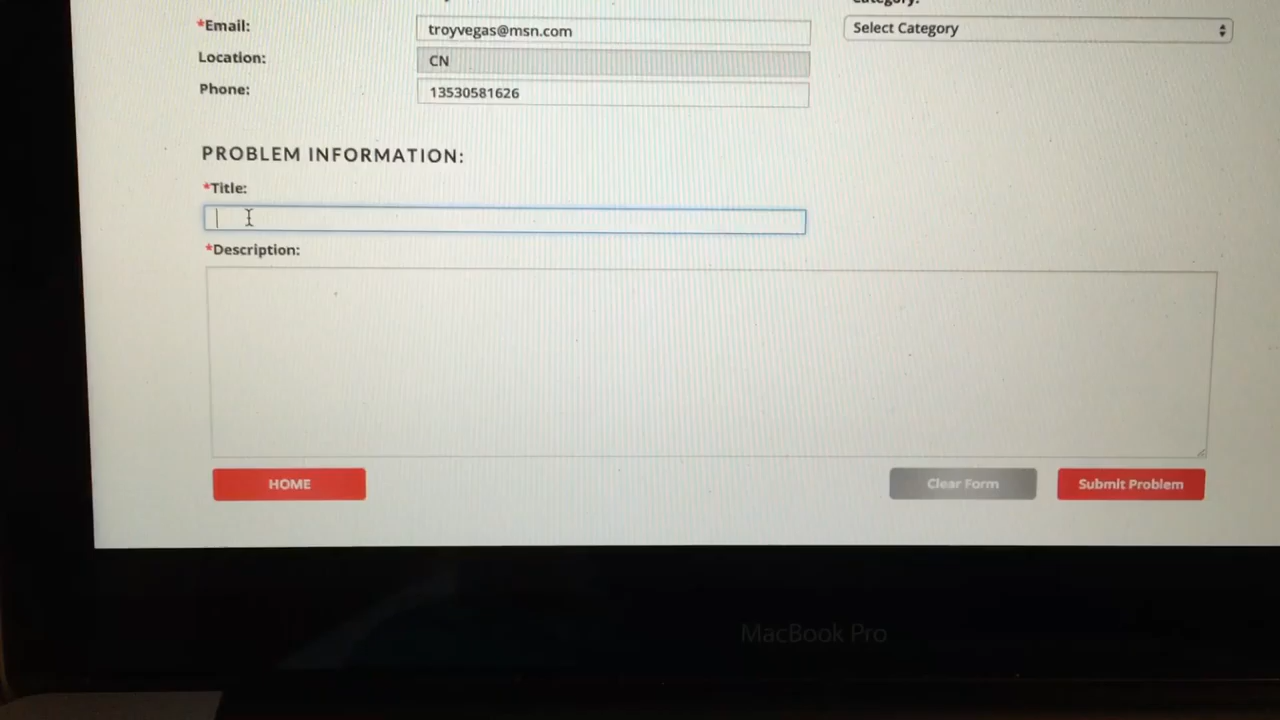 *Email:
troyvegas@msn.com
Select Category
Location:
CN
Phone:
13530581626
PROBLEM INFORMATION:
*Title:
*Description:
HOME
Clear Form
Submit Problem
MacBook Pro